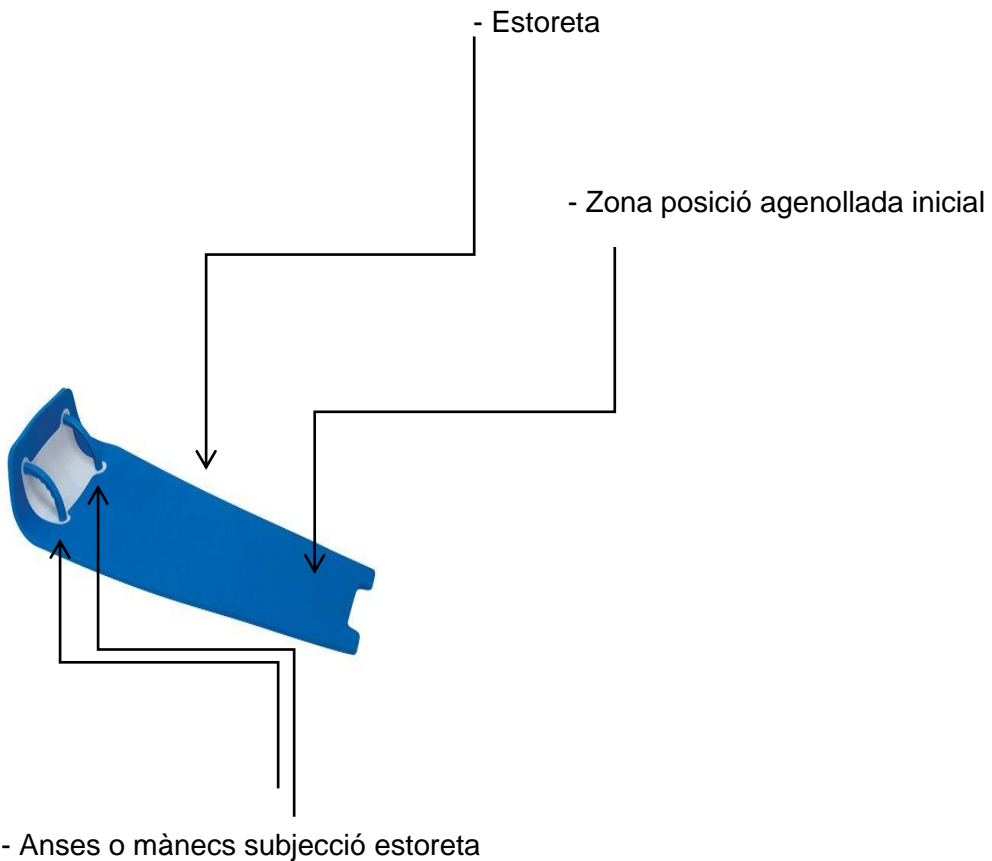 - Estoreta
- Zona posició agenollada inicial
- Anses o mànecs subjecció estoreta